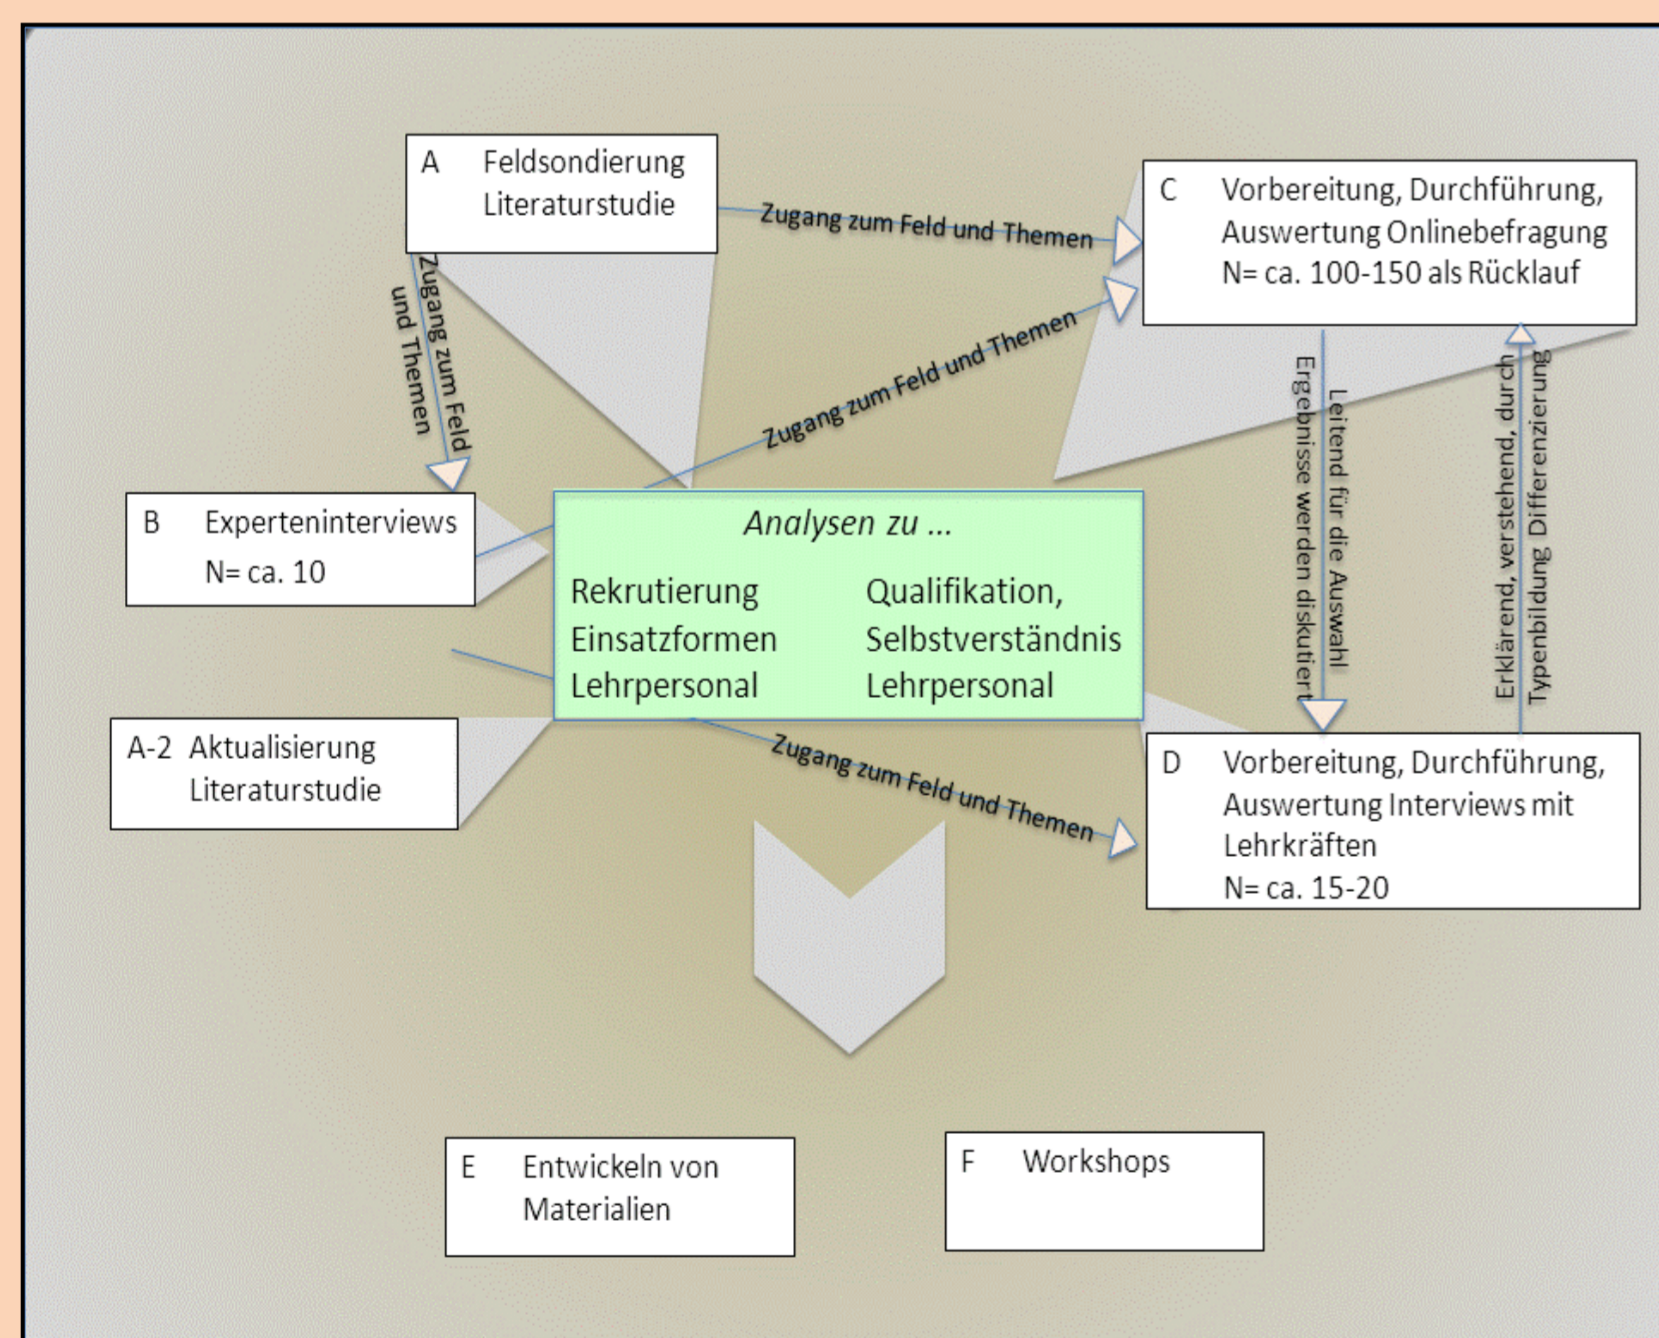 A Feldsondierung
Literaturstudie
Zugang zum Feld und Themen
C Vorbereitung, Durchführung,
Auswertung Onlinebefragung
N= ca. 100-150 als Rücklauf
Zugang zum Feld
und Themen
Zugang zum Feld und Themen
Leitend für die Auswahl
Ergebnisse werden diskutiert
Erklärend, verstehend, durch
Typenbildung Differenzierung
B Experteninterviews
N= ca. 10
Analysen zu ...
Rekrutierung
Einsatzformen
Lehrpersonal
Qualifikation,
Selbstverständnis
Lehrpersonal
A-2 Aktualisierung
Literaturstudie
Zugang zum Feld und Themen
D Vorbereitung, Durchführung,
Auswertung Interviews mit
Lehrkräften
N= ca. 15-20
E Entwickeln von
Materialien
F Workshops